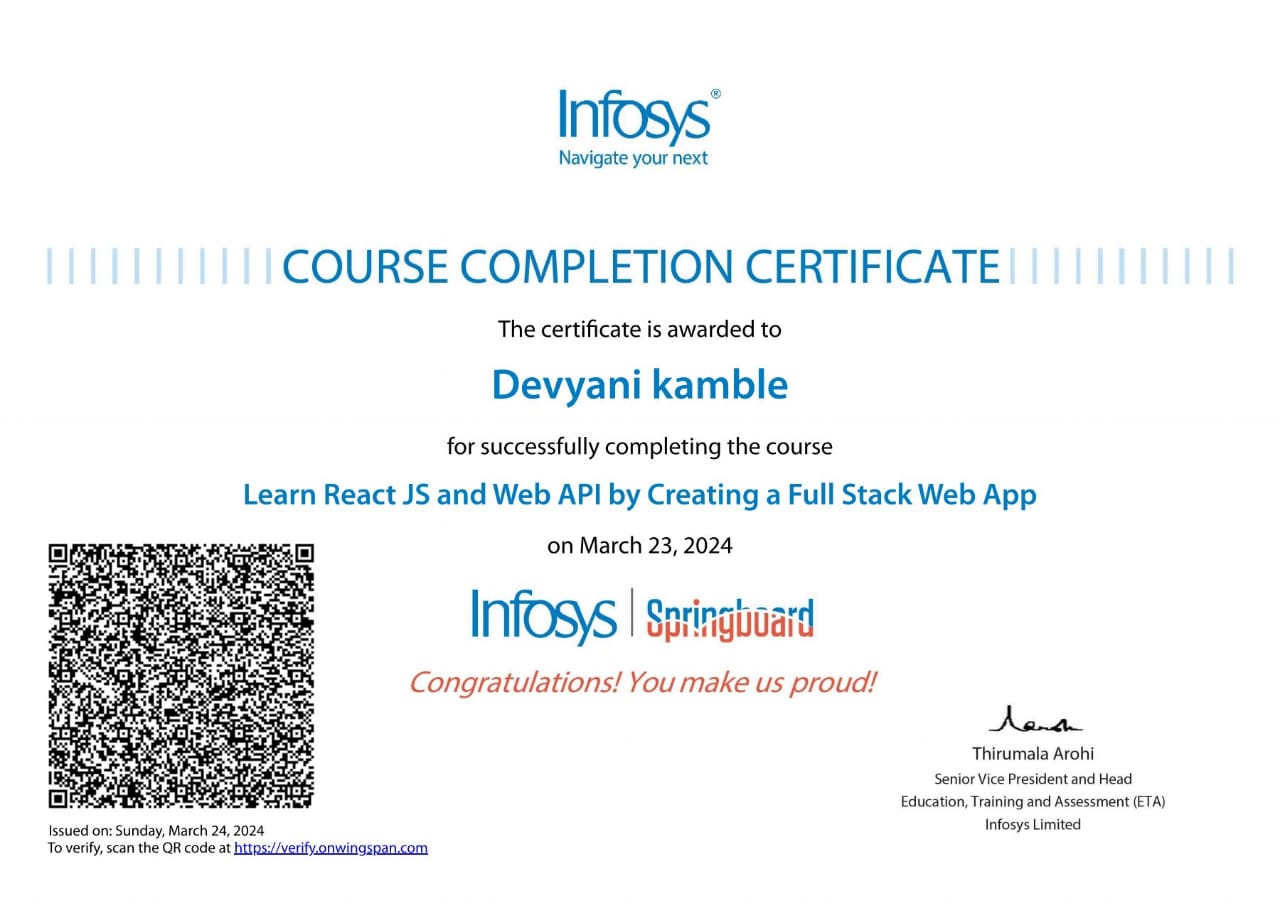 Infosys®
Navigate your next
COURSE COMPLETION CERTIFICATE
The certificate is awarded to
Devyani kamble
for successfully completing the course
Learn React JS and Web API by Creating a Full Stack Web App
on March 23, 2024
Infosys | Springboard
Congratulations! You make us proud!
Thirumala Arohi
Senior Vice President and Head
Education, Training and Assessment (ETA)
Infosys Limited
Issued on: Sunday, March 24, 2024
To verify, scan the QR code at https://verify.onwingspan.com